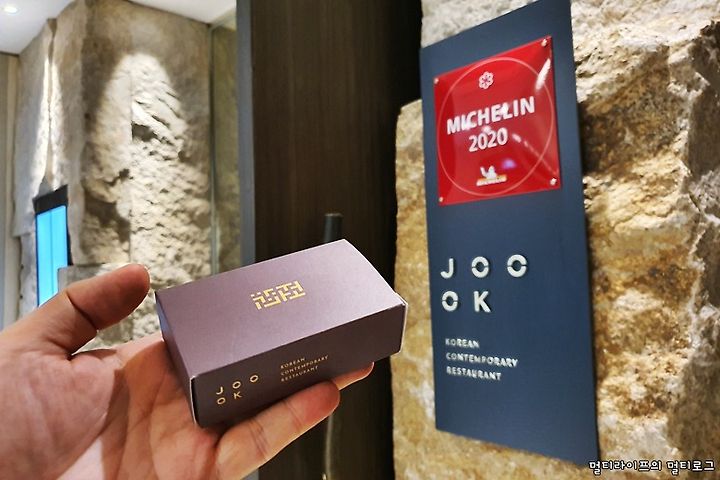 MICHELIN
2020
JOO
OK
KOREAN
CONTEMPORARY
RESTAURANT
JOO
OK
KOREAN
CONTEMPORARY
RESTAURANT
멀티라이프의 멀티로그